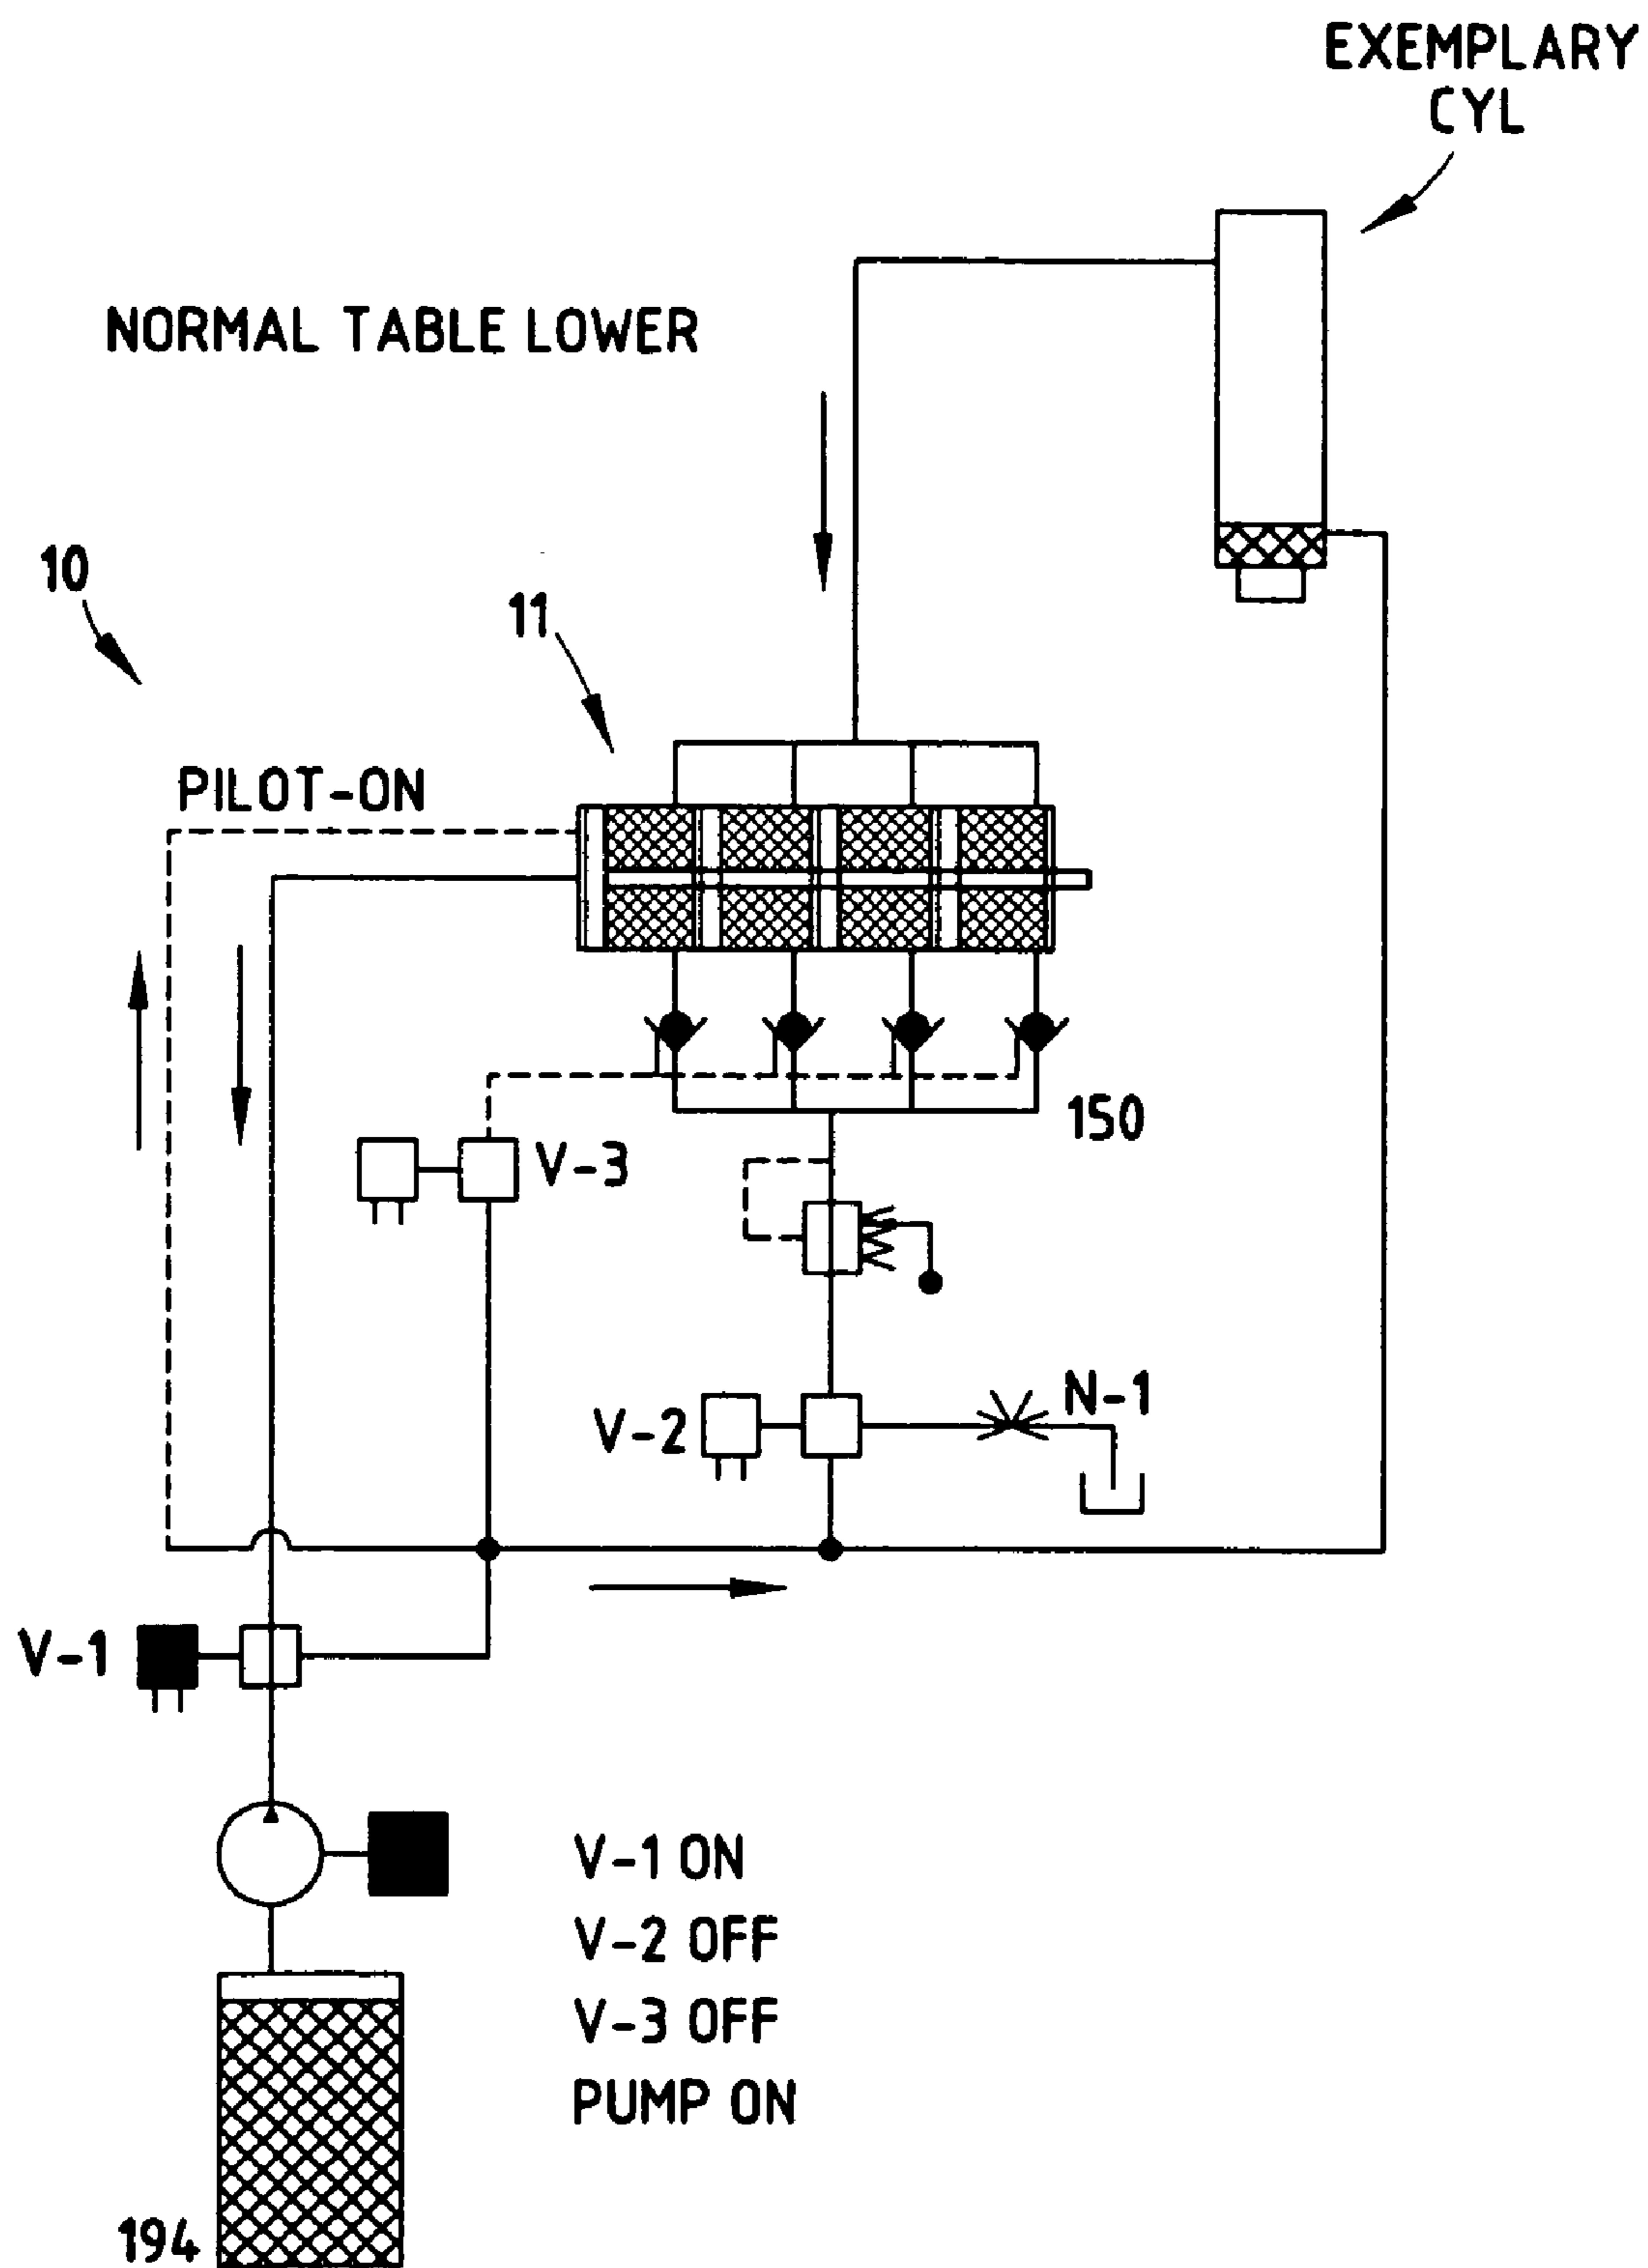 EXEMPLARY
CYL
NORMAL TABLE LOWER
10
11
PILOT-ON
150
V-3
N-1
V-2
V-1
V-1 ON
V-2 OFF
V-3 OFF
PUMP ON
194